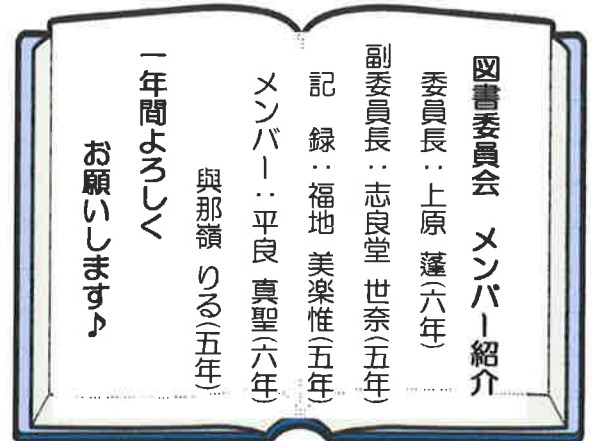 図書委員会 メンバー紹介
委員長：上原 蓬(六年)
副委員長：志良堂 世奈(五年)
記 録：福地 美楽惟(五年)
メンバー：平良 真聖(六年)
與那嶺 りる(五年)
一年間よろしく
お願いします♪